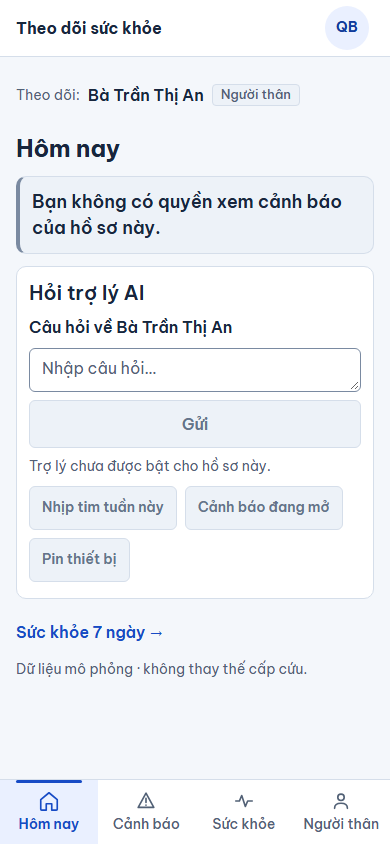 Theo dõi sức khỏe
QB
Theo dõi: Bà Trần Thị An Người thân
Hôm nay
Bạn không có quyền xem cảnh báo
của hồ sơ này.
Hỏi trợ lý AI
Câu hỏi về Bà Trần Thị An
Nhập câu hỏi...
Gửi
Trợ lý chưa được bật cho hồ sơ này.
Nhịp tim tuần này
Cảnh báo đang mở
Pin thiết bị
Sức khỏe 7 ngày →
Dữ liệu mô phỏng · không thay thế cấp cứu.
Hôm nay
Cảnh báo
Sức khỏe
Người thân